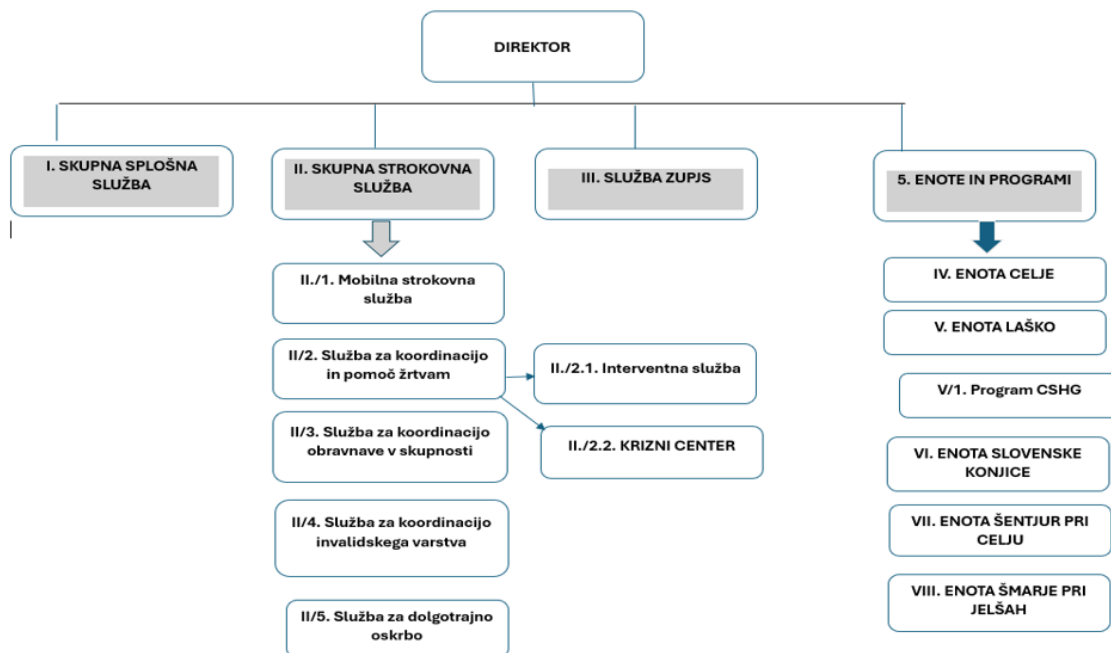 DIREKTOR
I. SKUPNA SPLOŠNA
SLUŽBA
II. SKUPNA STROKOVNA
SLUŽBA
III. SLUŽBA ZUPJS
5. ENOTE IN PROGRAMI
II./1. Mobilna strokovna
služba
II/2. Služba za koordinacijo
in pomoč žrtvam
II./2.1. Interventna služba
II./2.2. KRIZNI CENTER
II/3. Služba za koordinacijo
obravnave v skupnosti
II/4. Služba za koordinacijo
invalidskega varstva
II/5. Služba za dolgotrajno
oskrbo
IV. ENOTA CELJE
V. ENOTA LAŠKO
V/1. Program CSHG
VI. ENOTA SLOVENSKE
KONJICE
VII. ENOTA ŠENTJUR PRI
CELJU
VIII. ENOTA ŠMARJE PRI
JELŠAH